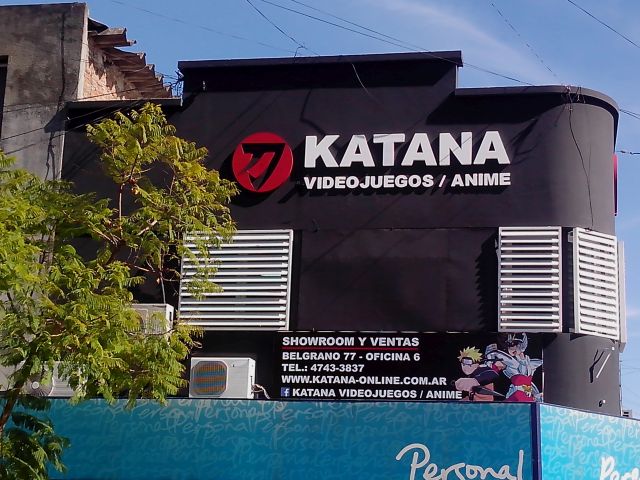 KATANA
VIDEOJUEGOS / ANIME
SHOWROOM Y VENTAS
BELGRANO 77 - OFICINA 6
TEL.: 4743-3837
WWW.KATANA-ONLINE.COM.AR
f KATANA VIDEOJUEGOS / ANIME
Personal